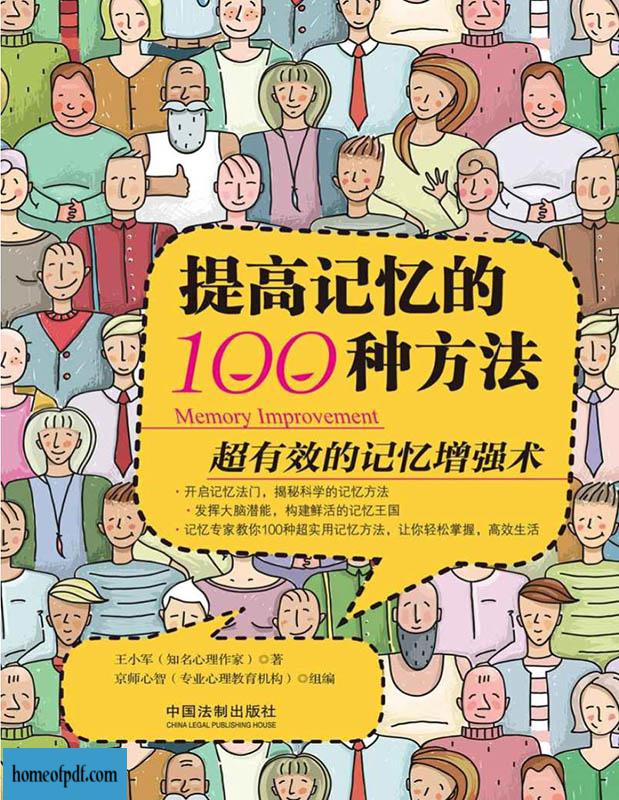 提高记忆的
100种方法
Memory Improvement
超有效的记忆增强术
· 开启记忆法门，揭秘科学的记忆方法
· 发挥大脑潜能，构建鲜活的记忆王国
· 记忆专家教你100种超实用记忆方法，让你轻松掌握，高效生活
王小军（知名心理作家）◎著
京师心智（专业心理教育机构）◎组编
中国法制出版社
CHINA LEGAL PUBLISHING HOUSE
homeofpdf.com